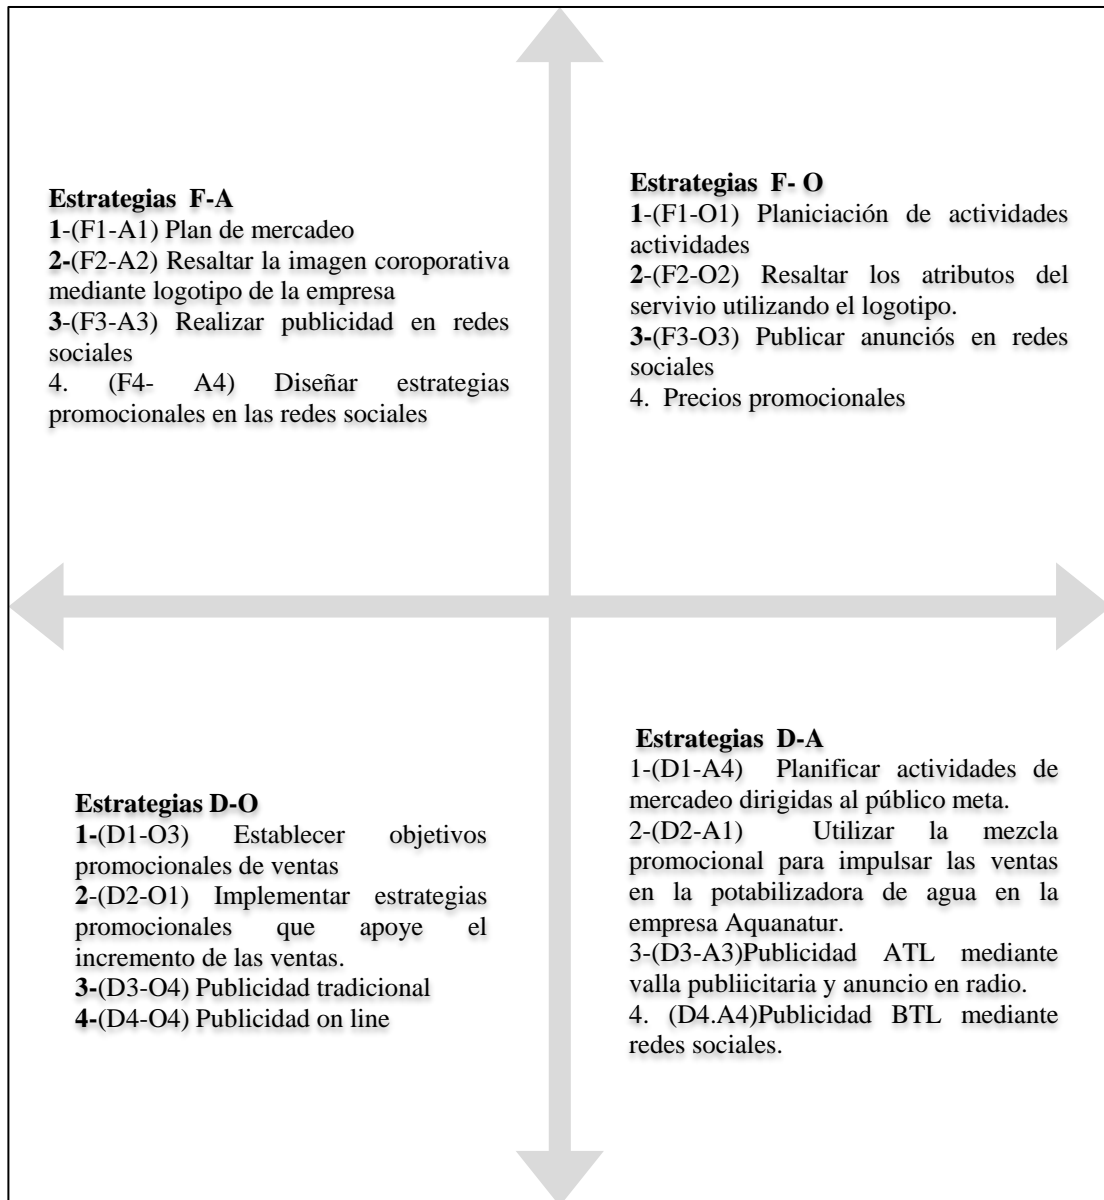 Estrategias F-A
1-(F1-A1) Plan de mercadeo
2-(F2-A2) Resaltar la imagen coroporativa
mediante logotipo de la empresa
3-(F3-A3) Realizar publicidad en redes
sociales
4. (F4- A4) Diseñar estrategias
promocionales en las redes sociales
Estrategias F- O
1-(F1-O1) Planiciación de actividades
actividades
2-(F2-O2) Resaltar los atributos del
servivio utilizando el logotipo.
3-(F3-O3) Publicar anunciós en redes
sociales
4. Precios promocionales
Estrategias D-O
1-(D1-O3) Establecer objetivos
promocionales de ventas
2-(D2-O1) Implementar estrategias
promocionales que apoye el
incremento de las ventas.
3-(D3-O4) Publicidad tradicional
4-(D4-O4) Publicidad on line
Estrategias D-A
1-(D1-A4) Planificar actividades de
mercadeo dirigidas al público meta.
2-(D2-A1) Utilizar la mezcla
promocional para impulsar las ventas
en la potabilizadora de agua en la
empresa Aquanatur.
3-(D3-A3)Publicidad ATL mediante
valla publiicitaria y anuncio en radio.
4. (D4.A4)Publicidad BTL mediante
redes sociales.